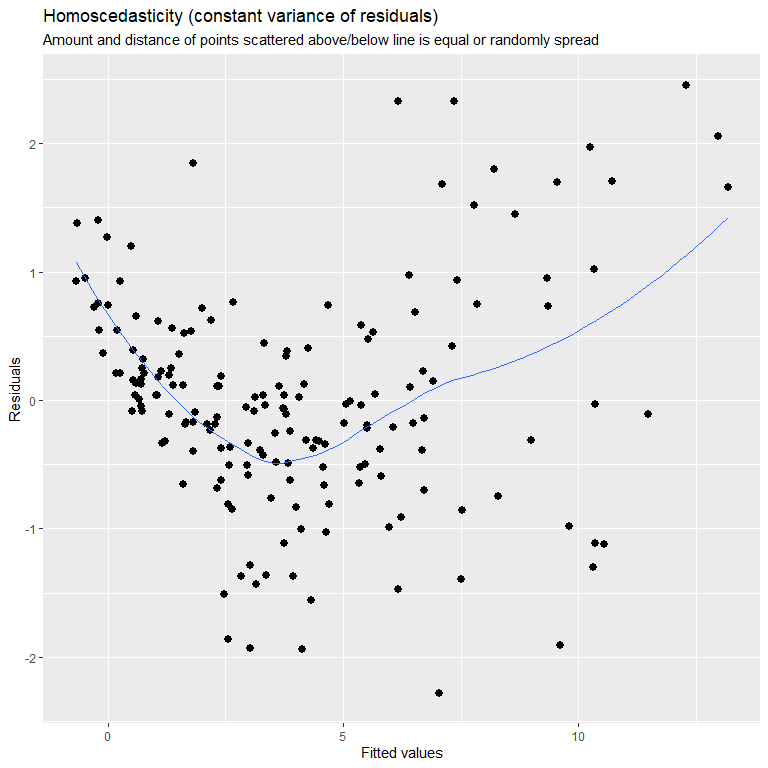 Homoscedasticity (constant variance of residuals)
Amount and distance of points scattered above/below line is equal or randomly spread
2
1
0
-1
-2
Residuals
0
5
10
Fitted values